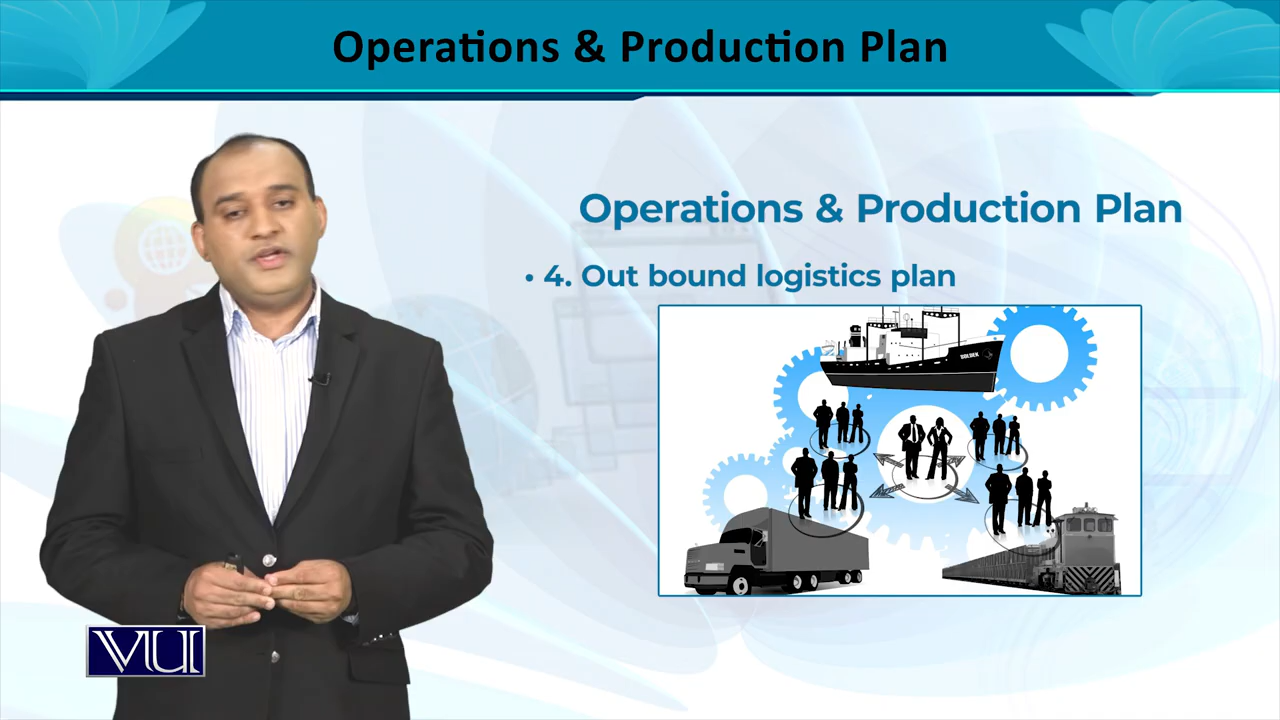 Operations & Production Plan
Operations & Production Plan
• 4. Out bound logistics plan
VU